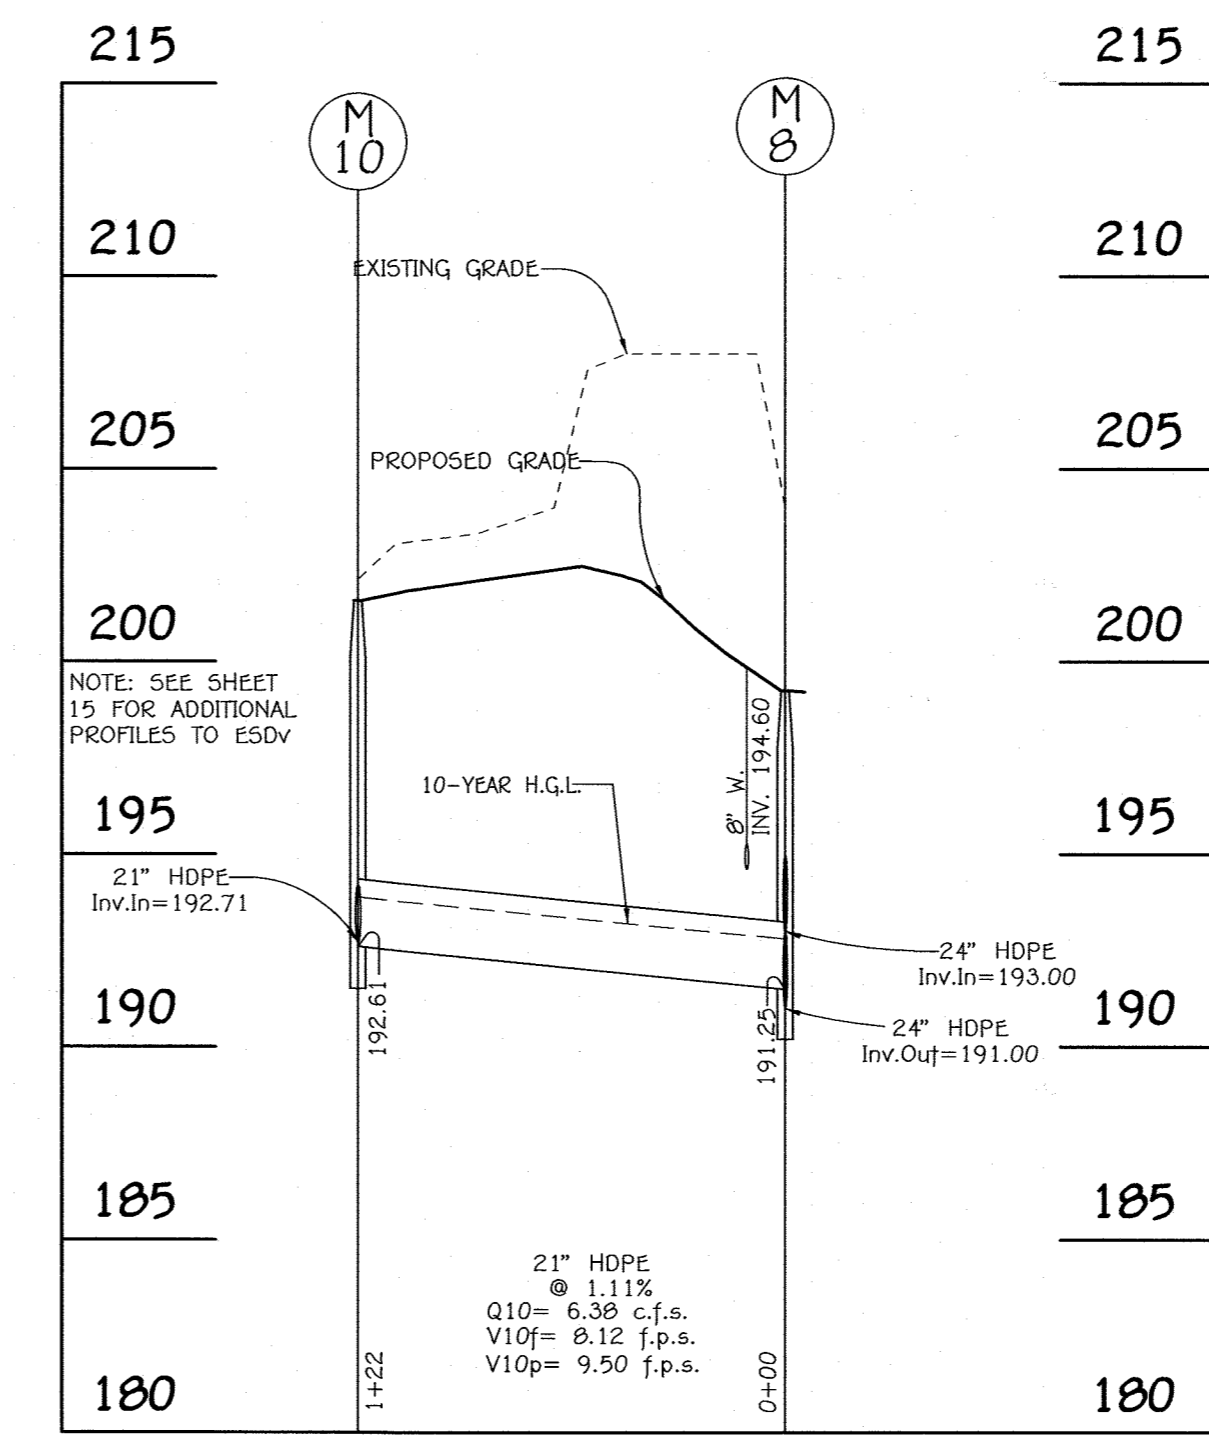 215
215
M
10
M
8
210
210
EXISTING GRADE
205
205
PROPOSED GRADE
200
200
NOTE: SEE SHEET
15 FOR ADDITIONAL
PROFILES TO ESDv
8" W.
INV. 194.60
10-YEAR H.G.L.
195
195
21" HDPE
Inv.In=192.71
24" HDPE
Inv.In=193.00
190
190
192.61
191.25
24" HDPE
Inv.Out=191.00
185
185
21" HDPE
@ 1.11%
Q10= 6.38 c.f.s.
V10f= 8.12 f.p.s.
V10p= 9.50 f.p.s.
1+22
0+00
180
180